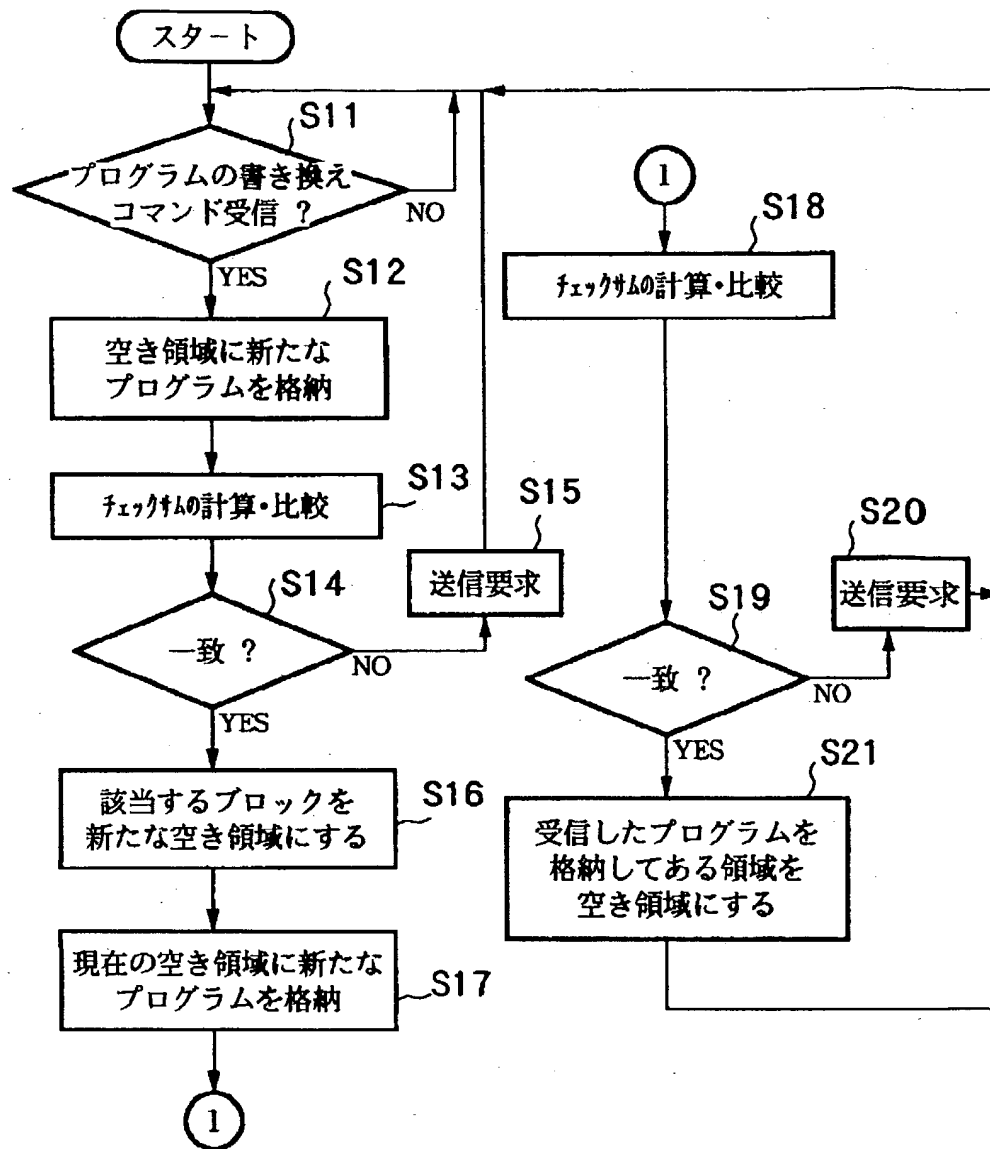 スタート
S11
プログラムの書き換え
コマンド受信 ?
NO
YES
S12
空き領域に新たな
プログラムを格納
S13
チェックサムの計算・比較
S14
一致 ?
NO
YES
S15
送信要求
S16
該当するブロックを
新たな空き領域にする
S17
現在の空き領域に新たな
プログラムを格納
1
1
S18
チェックサムの計算・比較
S19
一致 ?
NO
YES
S20
送信要求
S21
受信したプログラムを
格納してある領域を
空き領域にする